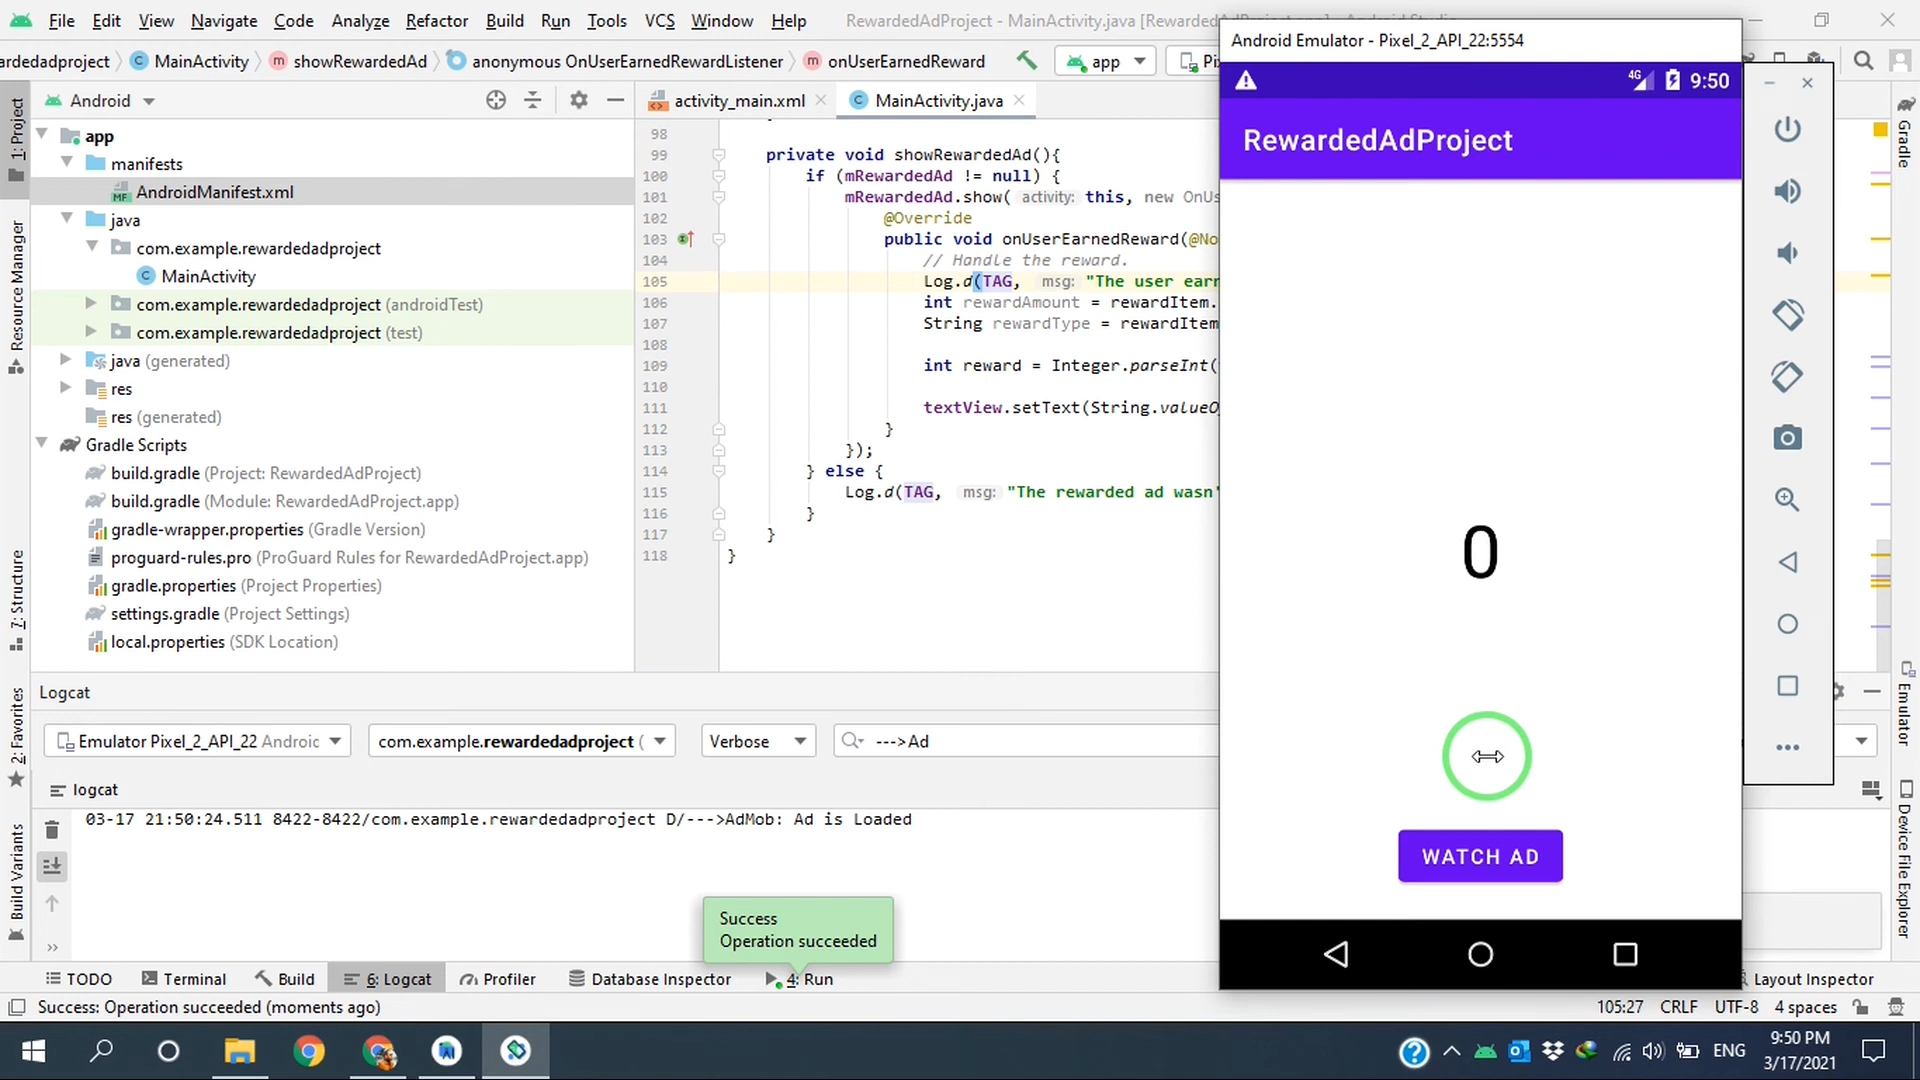 File Edit View Navigate Code Analyze Refactor Build Run Tools VCS Window Help RewardedAdProject - MainActivity.java
rdedadproject MainActivity showRewardedAd anonymous OnUserEarnedRewardListener onUserEarnedReward app
Android Emulator - Pixel_2_API_22:5554
4G 9:50
RewardedAdProject
0
WATCH AD
1: Project
Resource Manager
7: Structure
2: Favorites
Build Variants
Android
activity_main.xml MainActivity.java
app
manifests
MF AndroidManifest.xml
java
com.example.rewardedadproject
C MainActivity
com.example.rewardedadproject (androidTest)
com.example.rewardedadproject (test)
java (generated)
res
res (generated)
Gradle Scripts
build.gradle (Project: RewardedAdProject)
build.gradle (Module: RewardedAdProject.app)
gradle-wrapper.properties (Gradle Version)
proguard-rules.pro (ProGuard Rules for RewardedAdProject.app)
gradle.properties (Project Properties)
settings.gradle (Project Settings)
local.properties (SDK Location)
98
99 private void showRewardedAd(){
100 if (mRewardedAd != null) {
101 mRewardedAd.show( activity: this, new OnUs
102 @Override
103 public void onUserEarnedReward(@No
104 // Handle the reward.
105 Log.d(TAG, msg: "The user earn
106 int rewardAmount = rewardItem.
107 String rewardType = rewardItem
108
109 int reward = Integer.parseInt(
110
111 textView.setText(String.valueO
112 }
113 });
114 } else {
115 Log.d(TAG, msg: "The rewarded ad wasn'
116 }
117 }
118 }
Gradle
Emulator
Device File Explorer
Logcat
Emulator Pixel_2_API_22 Androic com.example.rewardedadproject ( Verbose --->Ad
logcat
03-17 21:50:24.511 8422-8422/com.example.rewardedadproject D/--->AdMob: Ad is Loaded
Success
Operation succeeded
TODO Terminal Build 6: Logcat Profiler Database Inspector 4: Run Layout Inspector
Success: Operation succeeded (moments ago) 105:27 CRLF UTF-8 4 spaces
ENG 9:50 PM
3/17/2021